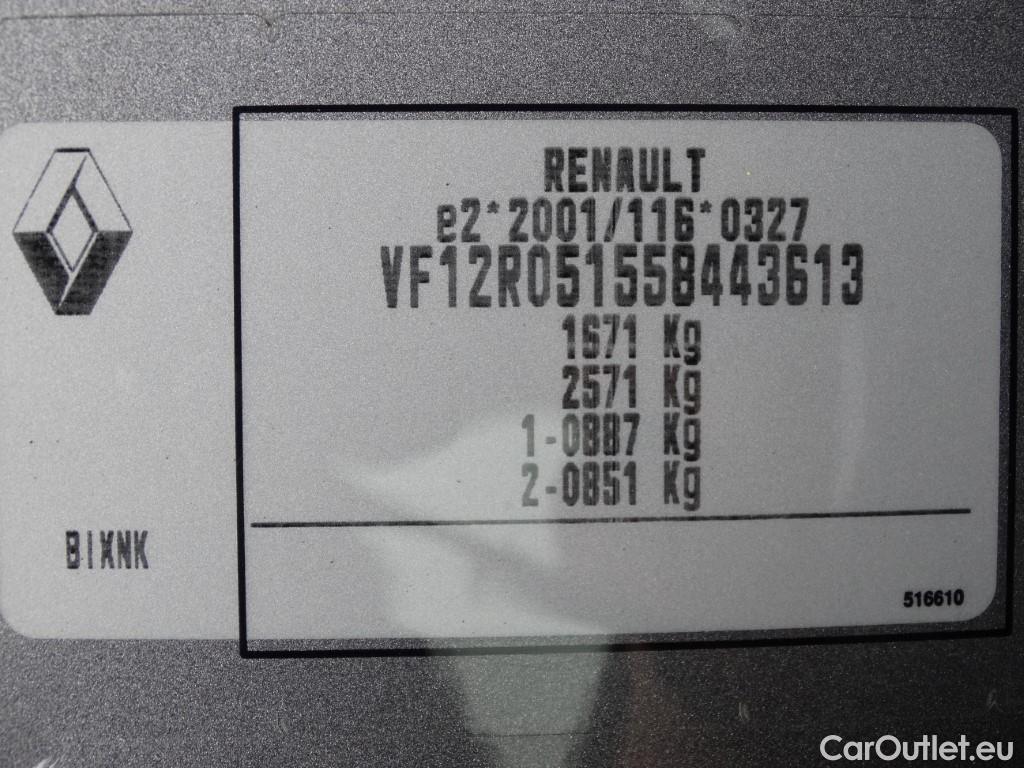 RENAULT
e2*2001/116*0327
VF12R051558443613
1671 Kg
2571 Kg
1-0887 Kg
2-0851 Kg
BIXNK
516610
CarOutlet.eu